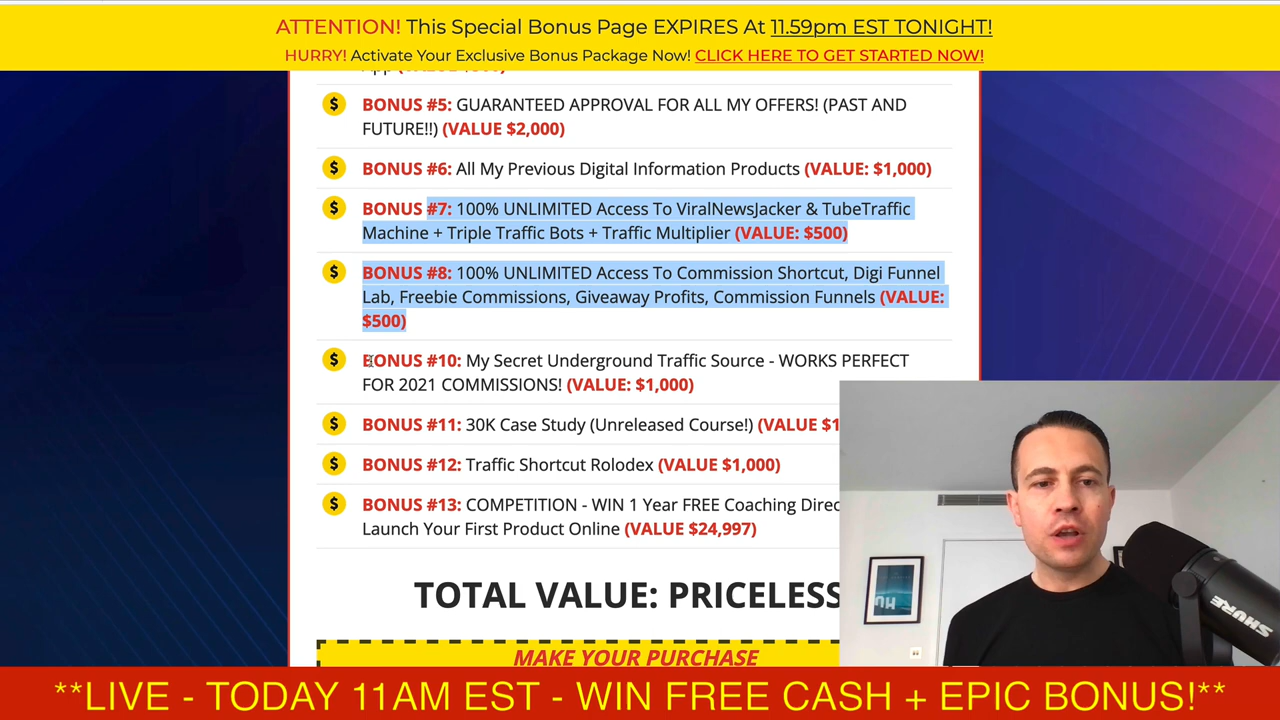 ATTENTION! This Special Bonus Page EXPIRES At 11.59pm EST TONIGHT!
HURRY! Activate Your Exclusive Bonus Package Now! CLICK HERE TO GET STARTED NOW!
BONUS #5: GUARANTEED APPROVAL FOR ALL MY OFFERS! (PAST AND
FUTURE!!) (VALUE $2,000)
BONUS #6: All My Previous Digital Information Products (VALUE: $1,000)
BONUS #7: 100% UNLIMITED Access To ViralNewsJacker & TubeTraffic
Machine + Triple Traffic Bots + Traffic Multiplier (VALUE: $500)
BONUS #8: 100% UNLIMITED Access To Commission Shortcut, Digi Funnel
Lab, Freebie Commissions, Giveaway Profits, Commission Funnels (VALUE:
$500)
BONUS #10: My Secret Underground Traffic Source - WORKS PERFECT
FOR 2021 COMMISSIONS! (VALUE: $1,000)
BONUS #11: 30K Case Study (Unreleased Course!) (VALUE $1
BONUS #12: Traffic Shortcut Rolodex (VALUE $1,000)
BONUS #13: COMPETITION - WIN 1 Year FREE Coaching Direc
Launch Your First Product Online (VALUE $24,997)
TOTAL VALUE: PRICELESS
MAKE YOUR PURCHASE
SHURE
**LIVE - TODAY 11AM EST - WIN FREE CASH + EPIC BONUS!**